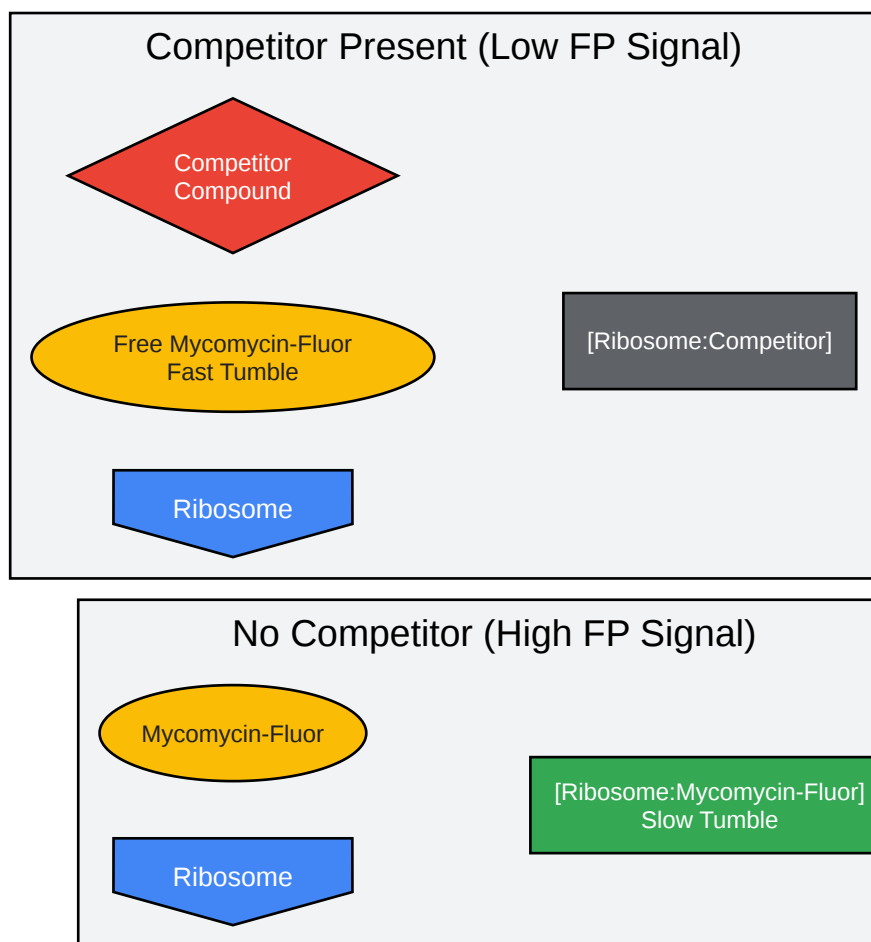 Competitor Present (Low FP Signal)
Competitor
Compound
Free Mycomycin-Fluor
Fast Tumble
[Ribosome:Competitor]
Ribosome
No Competitor (High FP Signal)
Mycomycin-Fluor
[Ribosome:Mycomycin-Fluor]
Slow Tumble
Ribosome